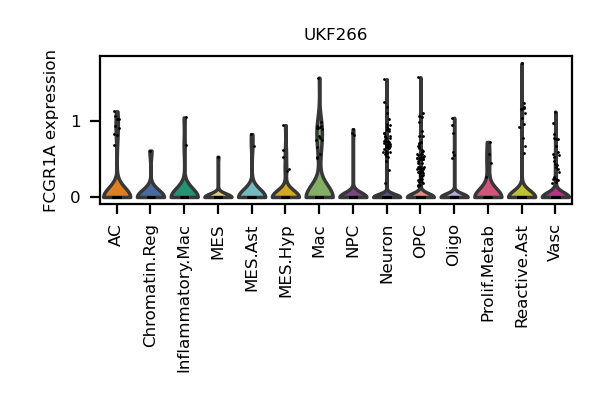 UKF266
FCGR1A expression
1
0
AC
Chromatin.Reg
Inflammatory.Mac
MES
MES.Ast
MES.Hyp
Mac
NPC
Neuron
OPC
Oligo
Prolif.Metab
Reactive.Ast
Vasc